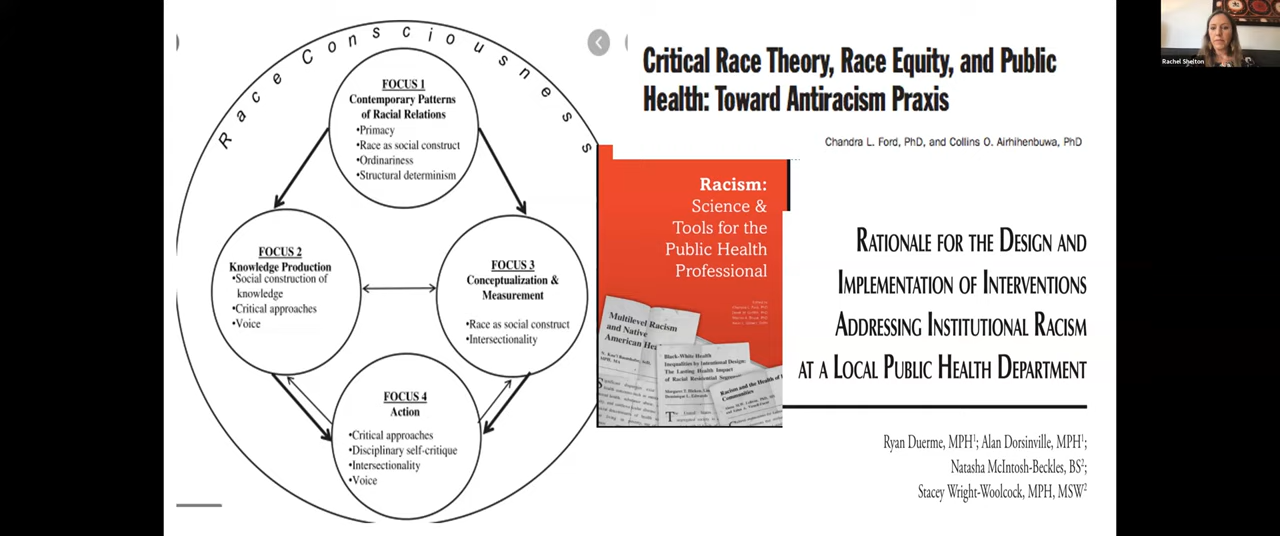 Race Consciousness
FOCUS 1
Contemporary Patterns
of Racial Relations
•Primacy
•Race as social construct
•Ordinariness
•Structural determinism
FOCUS 2
Knowledge Production
•Social construction of
knowledge
•Critical approaches
•Voice
FOCUS 3
Conceptualization &
Measurement
•Race as social construct
•Intersectionality
FOCUS 4
Action
•Critical approaches
•Disciplinary self-critique
•Intersectionality
•Voice
Critical Race Theory, Race Equity, and Public
Health: Toward Antiracism Praxis
Chandra L. Ford, PhD, and Collins O. Airhihenbuwa, PhD
Racism:
Science &
Tools for the
Public Health
Professional
Multilevel Racism
and Native
American
Black-White Health
Inequalities by Intentional Design:
The Lasting Health Impact
of Racial Residential
Racism and the Health of
Communities
RATIONALE FOR THE DESIGN AND
IMPLEMENTATION OF INTERVENTIONS
ADDRESSING INSTITUTIONAL RACISM
AT A LOCAL PUBLIC HEALTH DEPARTMENT
Ryan Duerme, MPH¹; Alan Dorsinville, MPH¹;
Natasha McIntosh-Beckles, BS²;
Stacey Wright-Woolcock, MPH, MSW²
Rachel Shelton